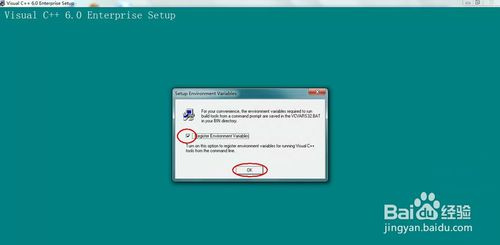 Visual C++ 6.0 Enterprise Setup
Visual C++ 6.0 Enterprise Setup
Setup Environment Variables
For your convenience, the environment variables required to run
build tools from a command prompt are saved in the VCVARS32.BAT
in your BIN directory.
Register Environment Variables
Turn on this option to register environment variables for running Visual C++
tools from the command line.
OK
Baidu 经验
jingyan.baidu.com